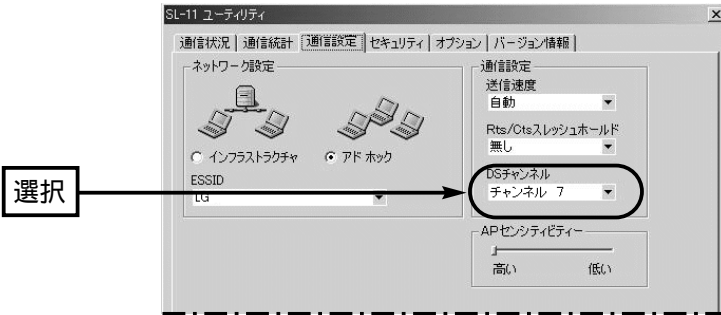 SL-11 ユーティリティ
通信状況 通信統計 通信設定 セキュリティ オプション バージョン情報
ネットワーク設定
インフラストラクチャ アド ホック
ESSID
LG
通信設定
送信速度
自動
Rts/Ctsスレッシュホールド
無し
DSチャンネル
チャンネル 7
APセンシティビティー
高い 低い
選択